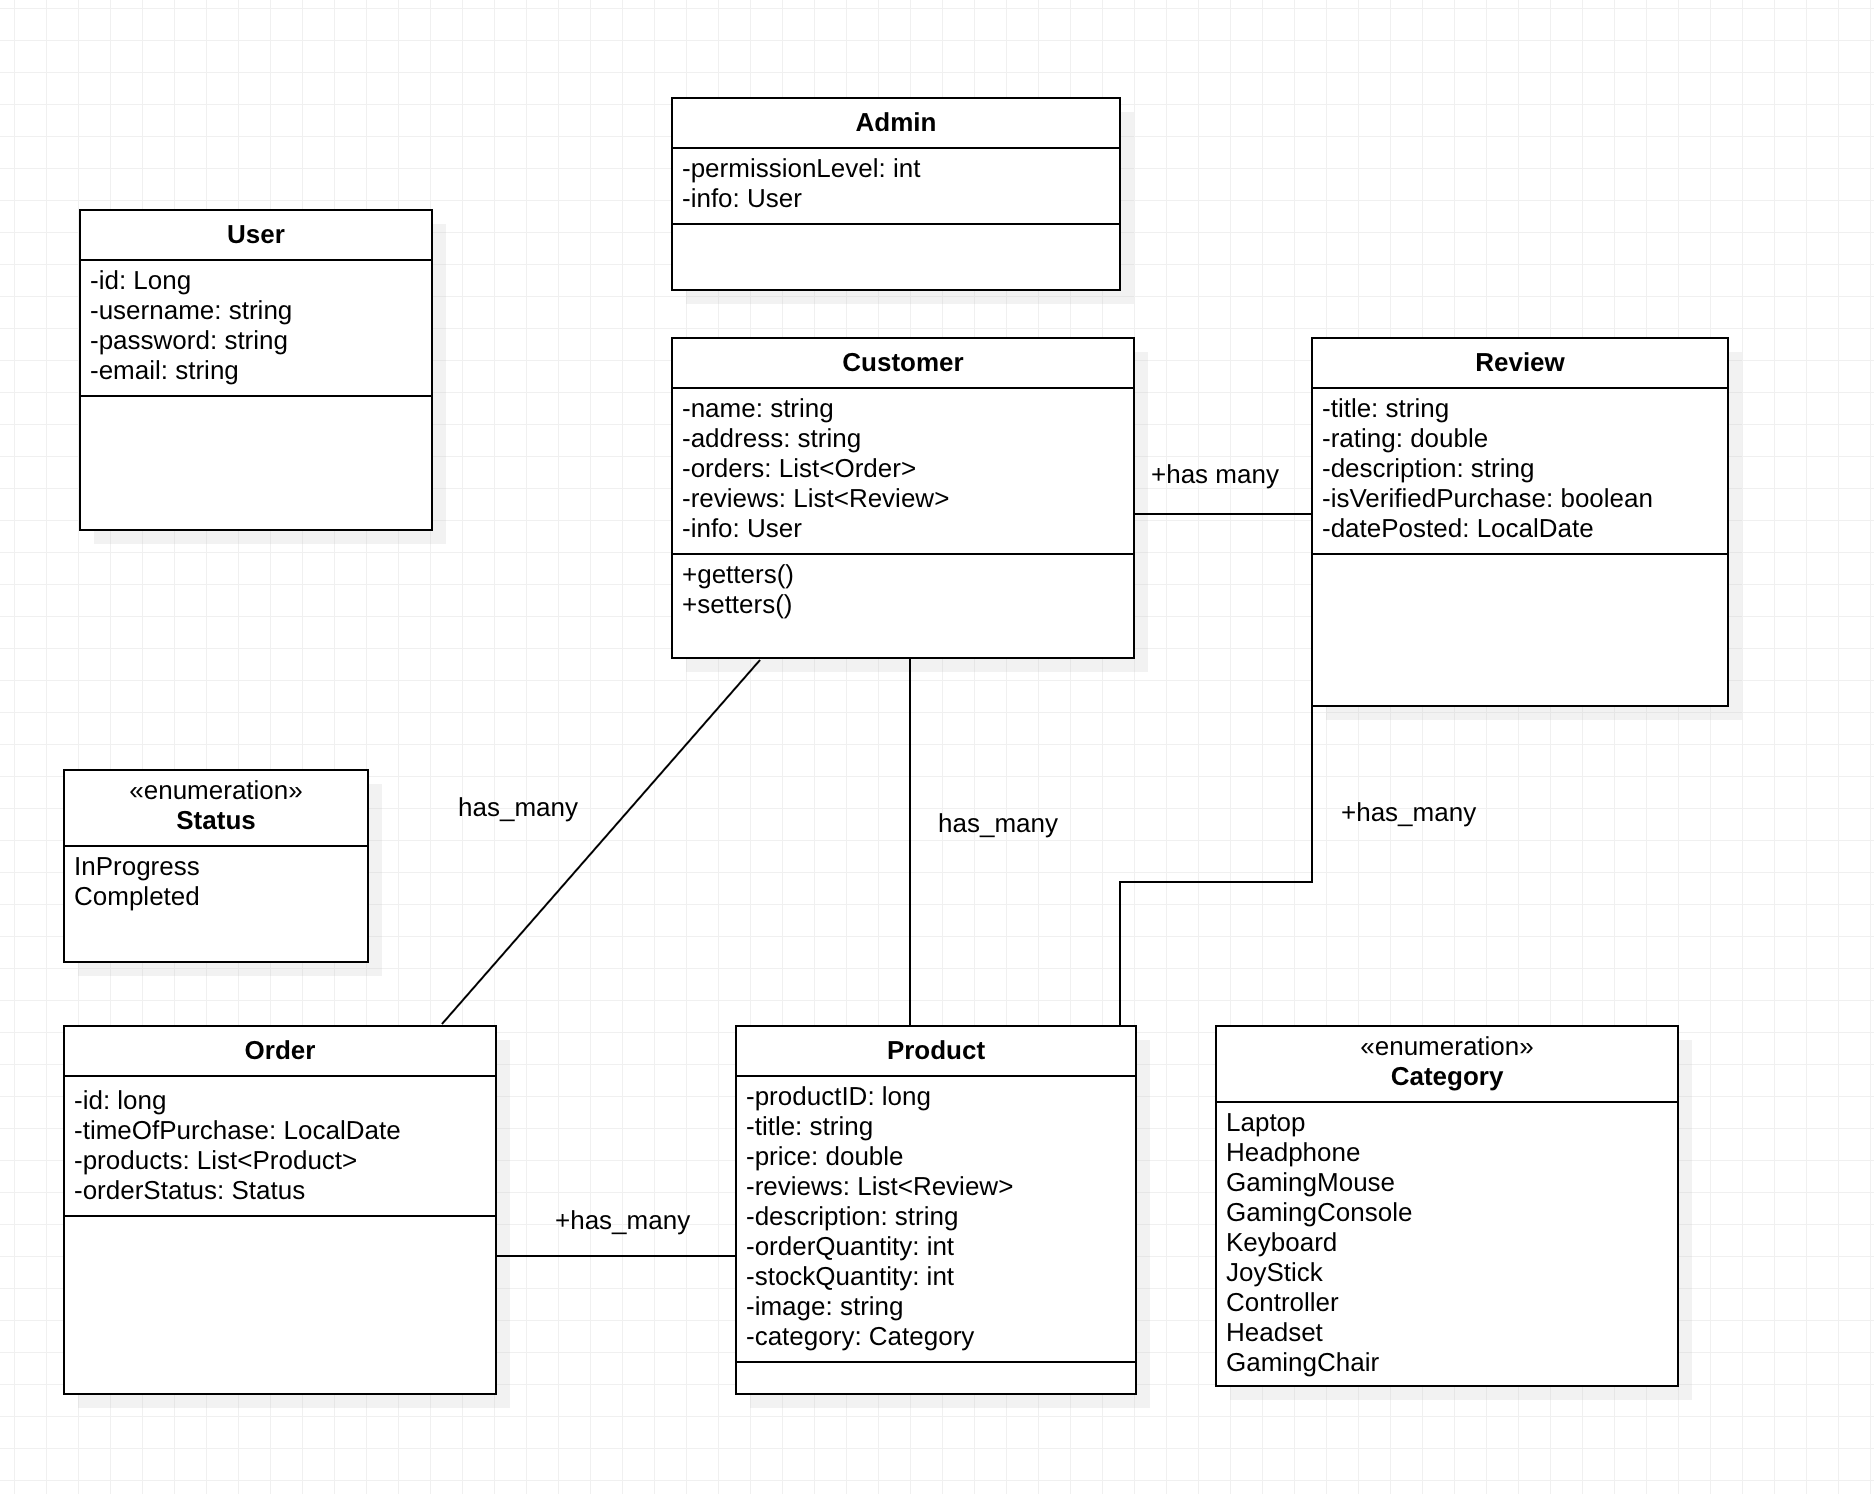 Admin
-permissionLevel: int
-info: User
User
-id: Long
-username: string
-password: string
-email: string
Customer
-name: string
-address: string
-orders: List<Order>
-reviews: List<Review>
-info: User
+getters()
+setters()
+has many
Review
-title: string
-rating: double
-description: string
-isVerifiedPurchase: boolean
-datePosted: LocalDate
«enumeration»
Status
InProgress
Completed
has_many
has_many
+has_many
Order
-id: long
-timeOfPurchase: LocalDate
-products: List<Product>
-orderStatus: Status
+has_many
Product
-productID: long
-title: string
-price: double
-reviews: List<Review>
-description: string
-orderQuantity: int
-stockQuantity: int
-image: string
-category: Category
«enumeration»
Category
Laptop
Headphone
GamingMouse
GamingConsole
Keyboard
JoyStick
Controller
Headset
GamingChair